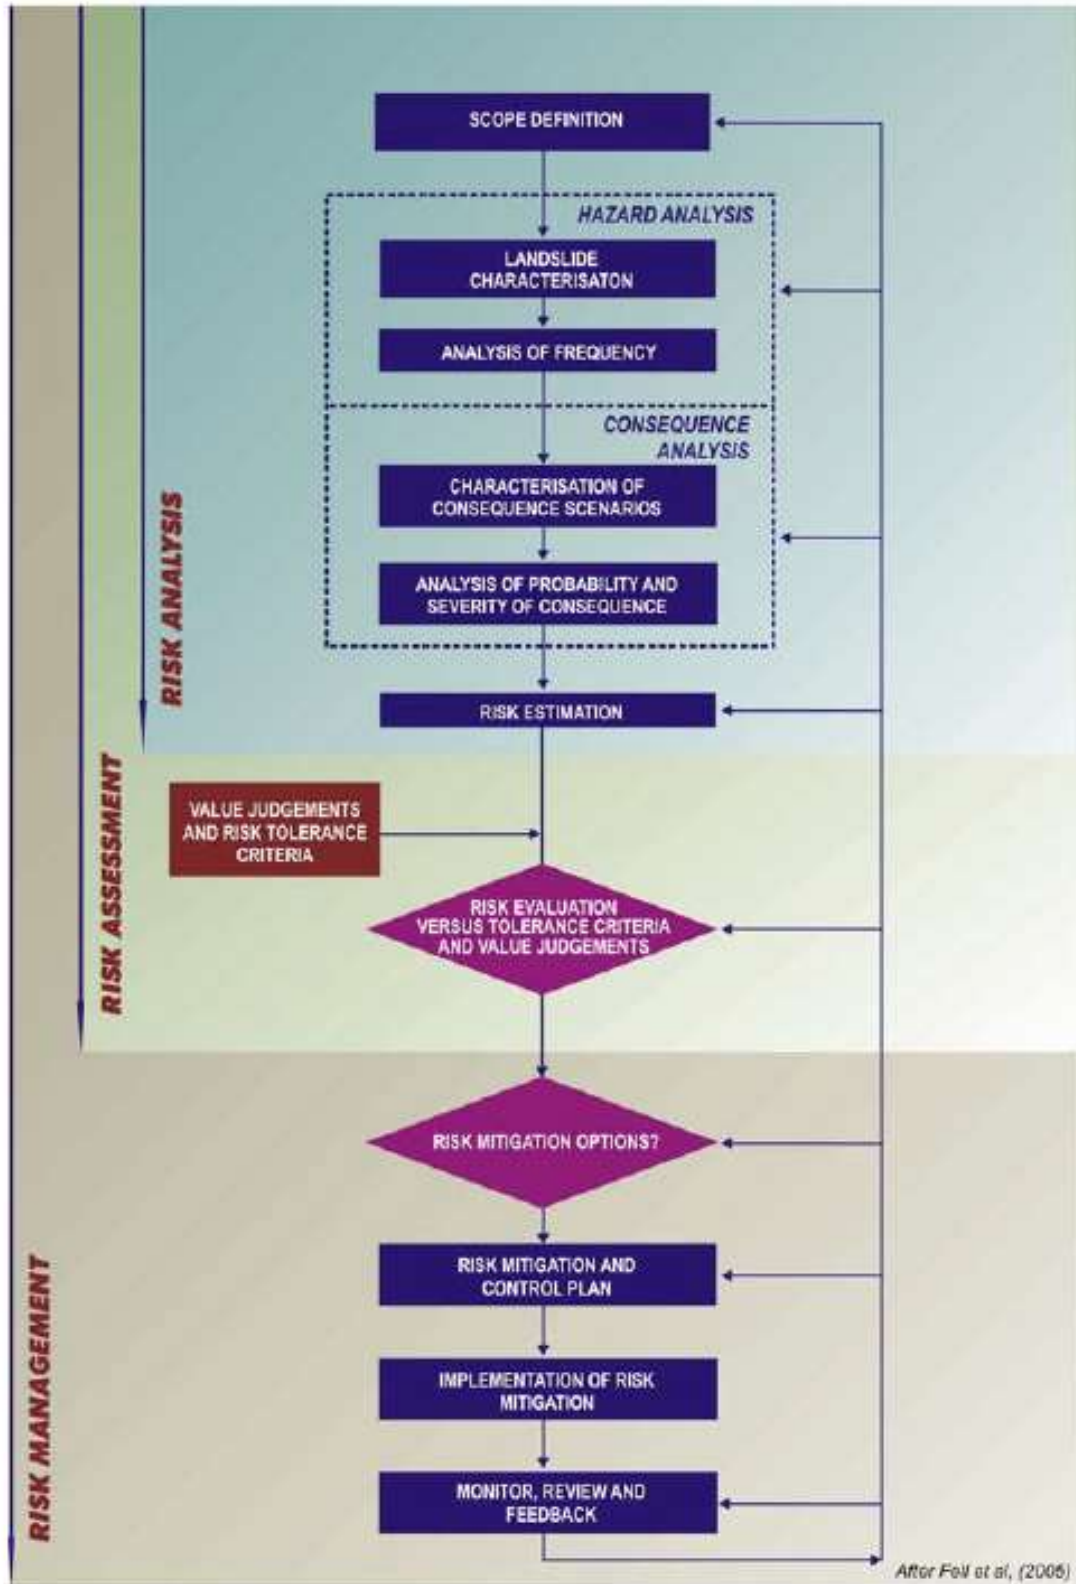 SCOPE DEFINITION
HAZARD ANALYSIS
LANDSLIDE
CHARACTERISATON
ANALYSIS OF FREQUENCY
CONSEQUENCE
ANALYSIS
CHARACTERISATION OF
CONSEQUENCE SCENARIOS
ANALYSIS OF PROBABILITY AND
SEVERITY OF CONSEQUENCE
RISK ANALYSIS
RISK ESTIMATION
VALUE JUDGEMENTS
AND RISK TOLERANCE
CRITERIA
RISK ASSESSMENT
RISK EVALUATION
VERSUS TOLERANCE CRITERIA
AND VALUE JUDGEMENTS
RISK MITIGATION OPTIONS?
RISK MITIGATION AND
CONTROL PLAN
IMPLEMENTATION OF RISK
MITIGATION
RISK MANAGEMENT
MONITOR, REVIEW AND
FEEDBACK
After Fell et al, (2005)